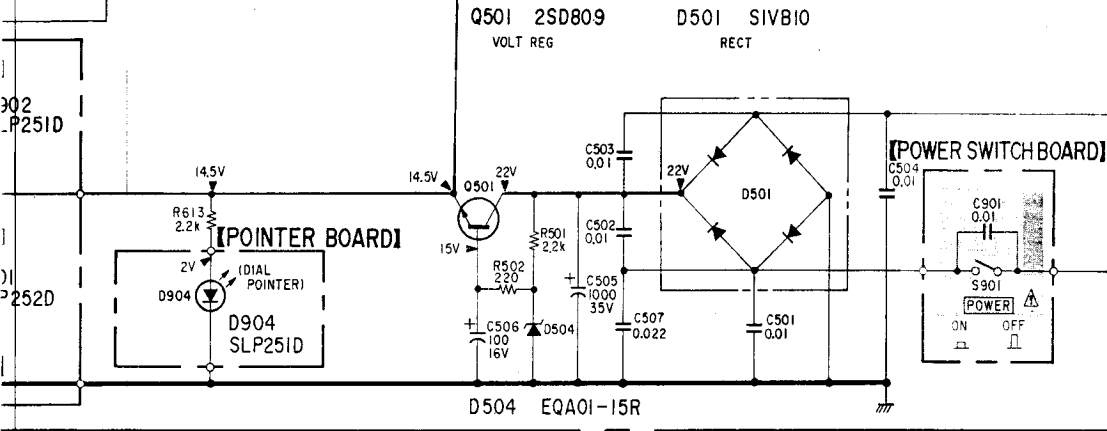 Q501 2SD809
VOLT REG
D501 S1VB10
RECT
902
LP251D
14.5V
R613
2.2k
【POINTER BOARD】
2V
(DIAL
POINTER)
D904
D904
SLP251D
P252D
14.5V
Q501
22V
15V
R502
220
R501
2.2k
C506
100
16V
D504
D504 EQA01-15R
C505
1000
35V
C503
0.01
C502
0.01
C507
0.022
22V
D501
C501
0.01
C504
0.01
【POWER SWITCH BOARD】
C901
0.01
S901
POWER
ON OFF